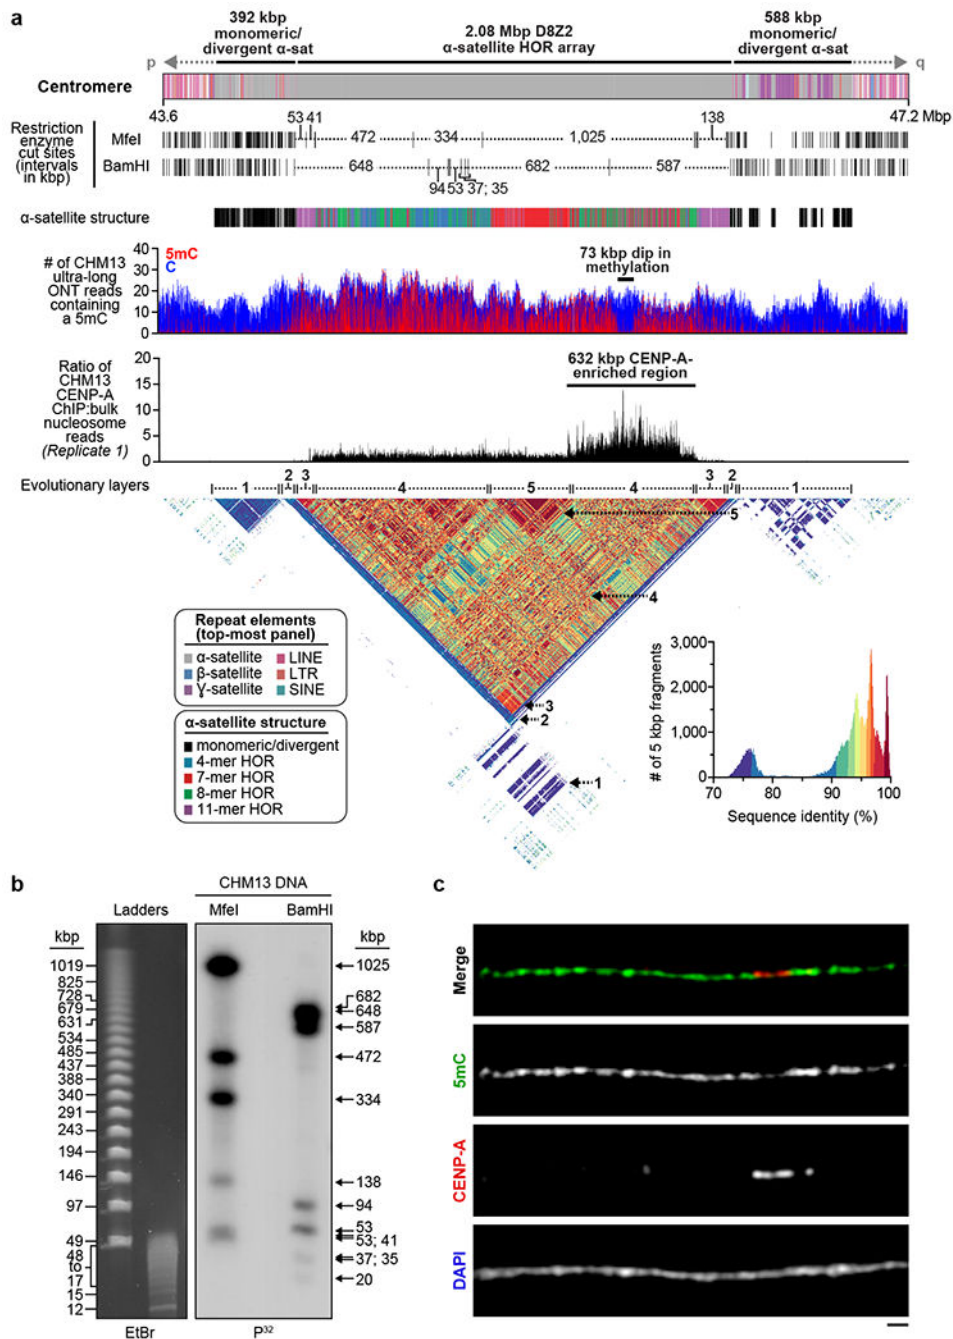 a
392 kbp
monomeric/
divergent α-sat
2.08 Mbp D8Z2
α-satellite HOR array
588 kbp
monomeric/
divergent α-sat
p
q
Centromere
43.6
53 41
138
47.2 Mbp
Restriction
enzyme
cut sites
(intervals
in kbp)
MfeI
472
334
1,025
BamHI
648
682
587
94 53 37; 35
α-satellite structure
# of CHM13
ultra-long
ONT reads
containing
a 5mC
40
30
20
10
0
5mC
C
73 kbp dip in
methylation
Ratio of
CHM13
CENP-A
ChIP:bulk
nucleosome
reads
(Replicate 1)
20
15
10
5
0
632 kbp CENP-A-
enriched region
Evolutionary layers
1
2
3
4
5
4
3
2
1
5
4
3
2
1
Repeat elements
(top-most panel)
α-satellite
LINE
β-satellite
LTR
Ɣ-satellite
SINE
α-satellite structure
monomeric/divergent
4-mer HOR
7-mer HOR
8-mer HOR
11-mer HOR
# of 5 kbp fragments
3,000
2,000
1,000
0
70
80
90
100
Sequence identity (%)
b
CHM13 DNA
Ladders
MfeI
BamHI
kbp
1019
825
728
679
631
534
485
437
388
340
291
243
194
146
97
49
48
to
17
15
12
kbp
1025
682
648
587
472
334
138
94
53
53; 41
37; 35
20
EtBr
P³²
c
Merge
5mC
CENP-A
DAPI